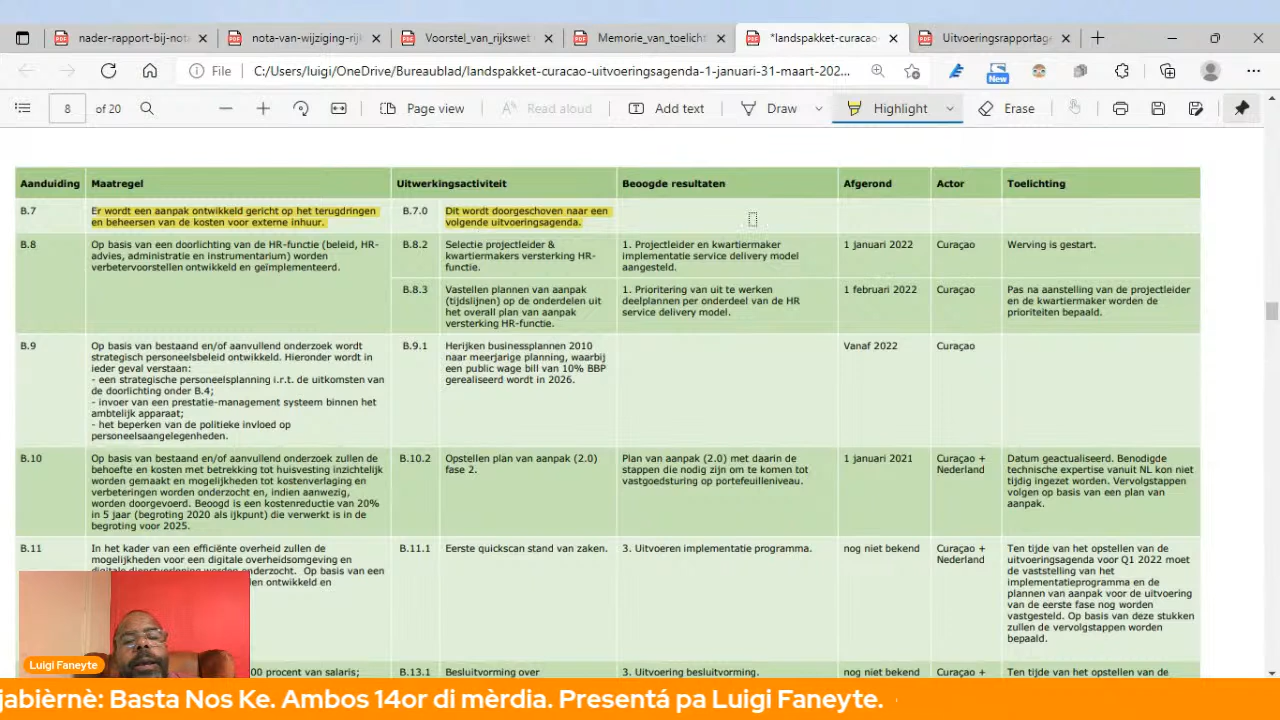 nader-rapport-bij-not
nota-van-wijziging-rij
Voorstel_van_rijkswet
Memorie_van_toelicht
*landspakket-curacao-
Uitvoeringsrapportage
File
C:/Users/luigi/OneDrive/Bureaublad/landspakket-curacao-uitvoeringsagenda-1-januari-31-maart-202...
New
8
of 20
Page view
Read aloud
Add text
Draw
Highlight
Erase
Aanduiding
Maatregel
Uitwerkingsactiviteit
Beoogde resultaten
Afgerond
Actor
Toelichting
B.7
Er wordt een aanpak ontwikkeld gericht op het terugdringen
en beheersen van de kosten voor externe inhuur.
B.7.0
Dit wordt doorgeschoven naar een
volgende uitvoeringsagenda.
B.8
Op basis van een doorlichting van de HR-functie (beleid, HR-
advies, administratie en instrumentarium) worden
verbetervoorstellen ontwikkeld en geïmplementeerd.
B.8.2
Selectie projectleider &
kwartiermakers versterking HR-
functie.
1. Projectleider en kwartiermaker
implementatie service delivery model
aangesteld.
1 januari 2022
Curaçao
Werving is gestart.
B.8.3
Vastellen plannen van aanpak
(tijdslijnen) op de onderdelen uit
het overall plan van aanpak
versterking HR-functie.
1. Prioritering van uit te werken
deelplannen per onderdeel van de HR
service delivery model.
1 februari 2022
Curaçao
Pas na aanstelling van de projectleider
en de kwartiermaker worden de
prioriteiten bepaald.
B.9
Op basis van bestaand en/of aanvullend onderzoek wordt
strategisch personeelsbeleid ontwikkeld. Hieronder wordt in
ieder geval verstaan:
- een strategische personeelsplanning i.r.t. de uitkomsten van
de doorlichting onder B.4;
- invoer van een prestatie-management systeem binnen het
ambtelijk apparaat;
- het beperken van de politieke invloed op
personeelsaangelegenheden.
B.9.1
Herijken businessplannen 2010
naar meerjarige planning, waarbij
een public wage bill van 10% BBP
gerealiseerd wordt in 2026.
Vanaf 2022
Curaçao
B.10
Op basis van bestaand en/of aanvullend onderzoek zullen de
behoefte en kosten met betrekking tot huisvesting inzichtelijk
worden gemaakt en mogelijkheden tot kostenverlaging en
verbeteringen worden onderzocht en, indien aanwezig,
worden doorgevoerd. Beoogd is een kostenreductie van 20%
in 5 jaar (begroting 2020 als ijkpunt) die verwerkt is in de
begroting voor 2025.
B.10.2
Opstellen plan van aanpak (2.0)
fase 2.
Plan van aanpak (2.0) met daarin de
stappen die nodig zijn om te komen tot
vastgoedsturing op portefeuilleniveau.
1 januari 2021
Curaçao +
Nederland
Datum geactualiseerd. Benodigde
technische expertise vanuit NL kon niet
tijdig ingezet worden. Vervolgstappen
volgen op basis van een plan van
aanpak.
B.11
In het kader van een efficiënte overheid zullen de
mogelijkheden voor een digitale overheidsomgeving en
digitale dienstverlening worden onderzocht. Op basis van een
ien ontwikkeld en
B.11.1
Eerste quickscan stand van zaken.
3. Uitvoeren implementatie programma.
nog niet bekend
Curaçao +
Nederland
Ten tijde van het opstellen van de
uitvoeringsagenda voor Q1 2022 moet
de vaststelling van het
implementatieprogramma en de
plannen van aanpak voor de uitvoering
van de eerste fase nog worden
vastgesteld. Op basis van deze stukken
zullen de vervolgstappen worden
bepaald.
00 procent van salaris;
B.13.1
Besluitvorming over
3. Uitvoering besluitvorming.
nog niet bekend
Curaçao +
Ten tijde van het opstellen van de
Luigi Faneyte
jabièrnè: Basta Nos Ke. Ambos 14or di mèrdia. Presentá pa Luigi Faneyte.